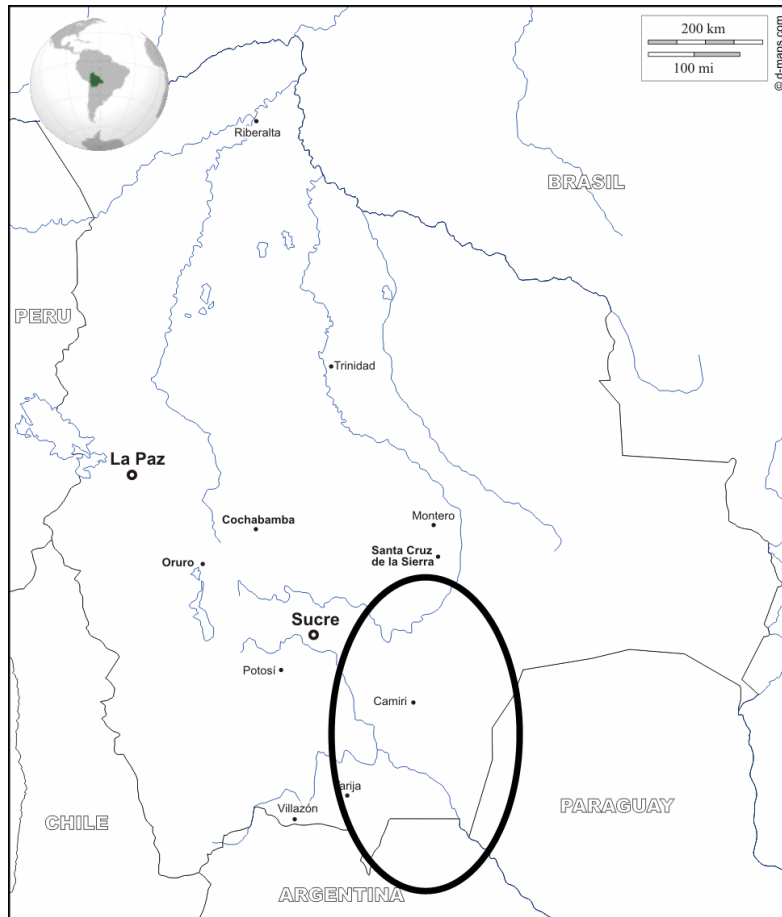 200 km
100 mi
© d-maps.com
Riberalta
BRASIL
PERU
Trinidad
La Paz
Montero
Cochabamba
Santa Cruz
de la Sierra
Oruro
Sucre
Potosí
Camiri
arija
Villazón
PARAGUAY
CHILE
ARGENTINA